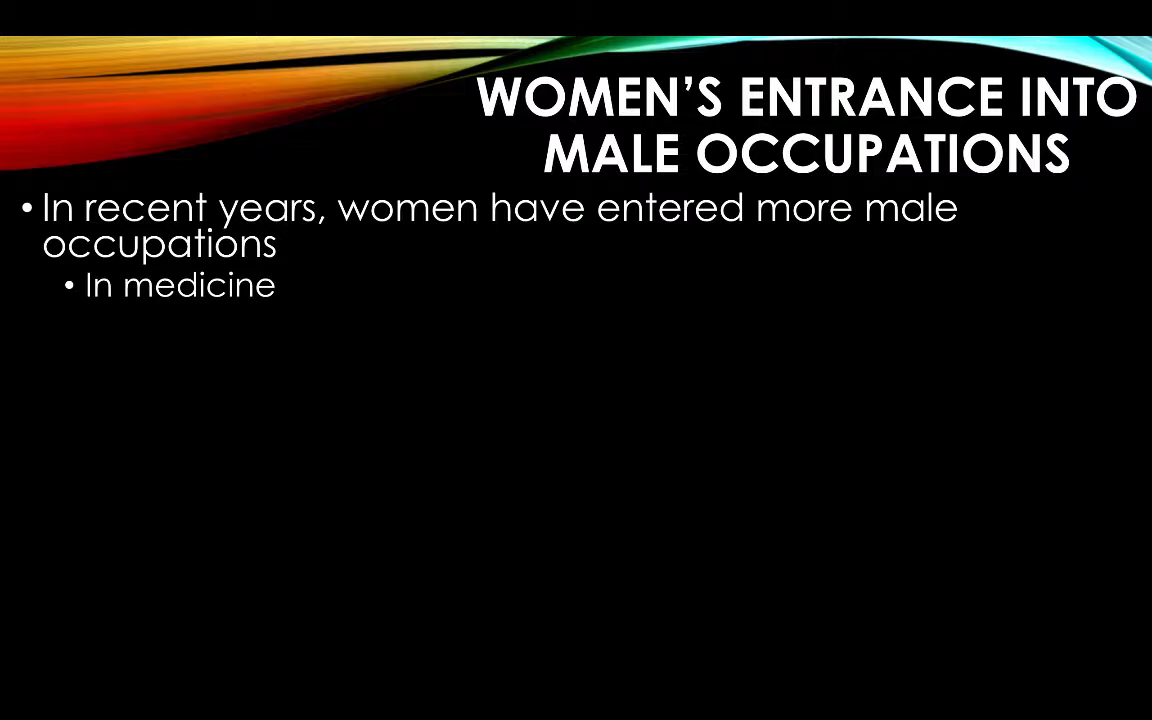 WOMEN’S ENTRANCE INTO
MALE OCCUPATIONS
• In recent years, women have entered more male
occupations
• In medicine